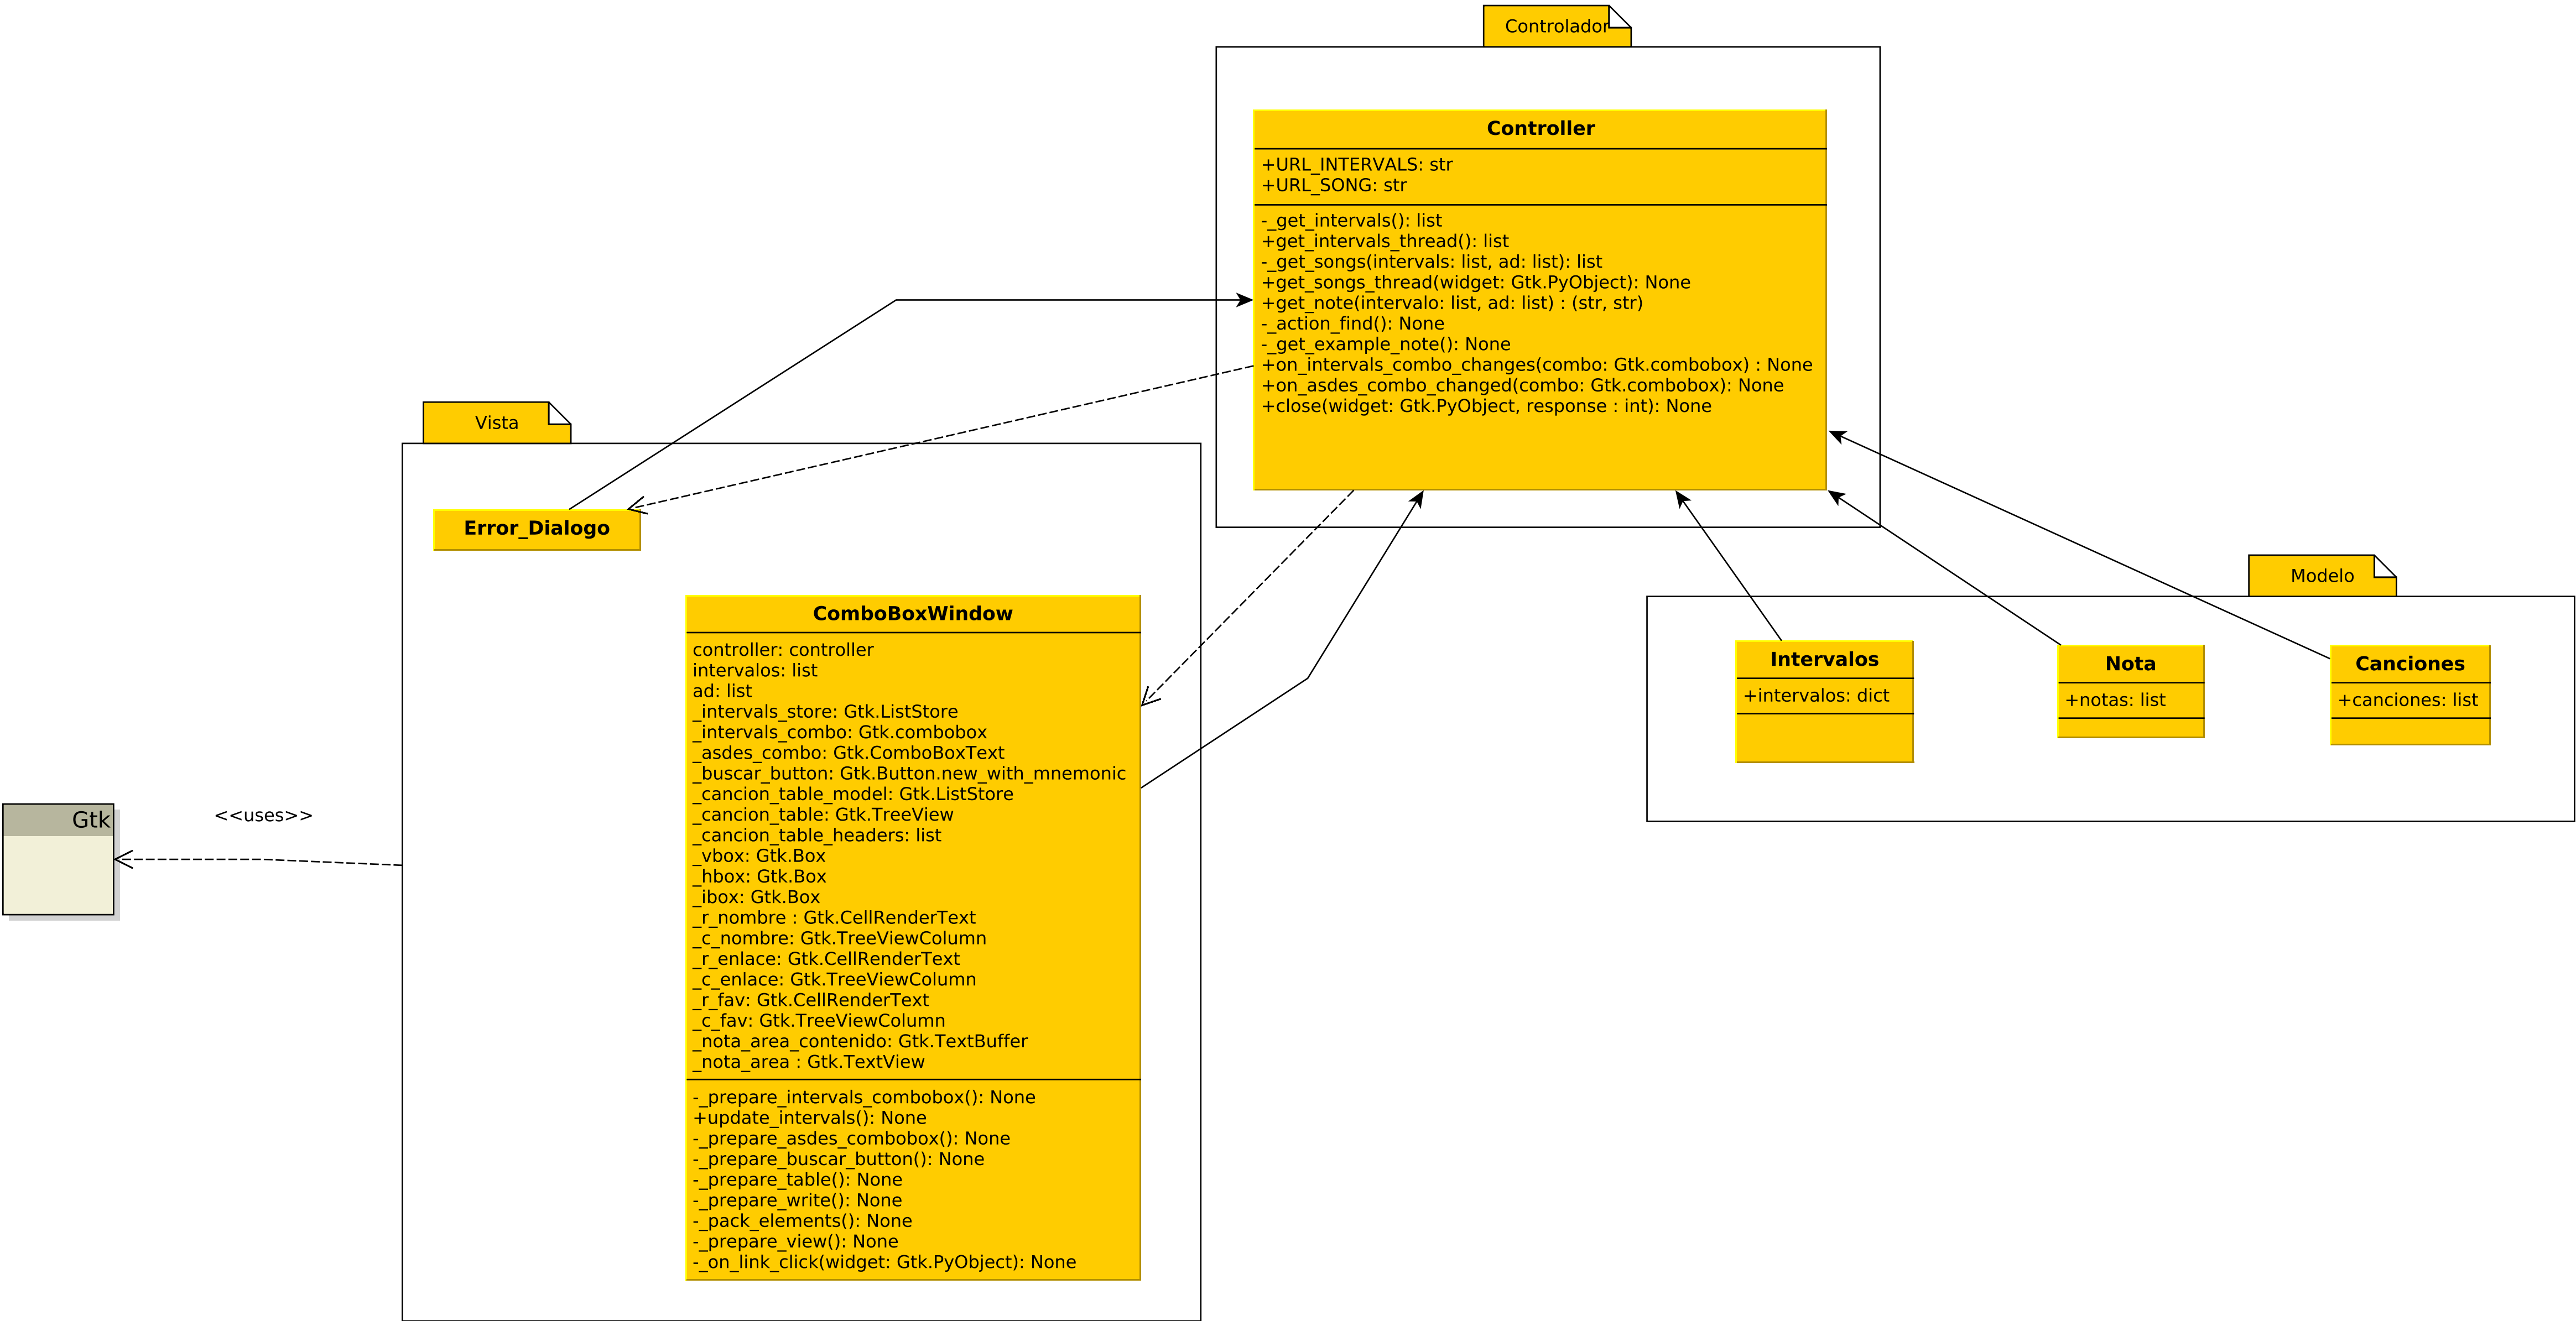 Controlador
Controller
+URL_INTERVALS: str
+URL_SONG: str
-_get_intervals(): list
+get_intervals_thread(): list
-_get_songs(intervals: list, ad: list): list
+get_songs_thread(widget: Gtk.PyObject): None
+get_note(intervalo: list, ad: list) : (str, str)
-_action_find(): None
-_get_example_note(): None
+on_intervals_combo_changes(combo: Gtk.combobox) : None
+on_asdes_combo_changed(combo: Gtk.combobox): None
+close(widget: Gtk.PyObject, response : int): None
Vista
Error_Dialogo
ComboBoxWindow
controller: controller
intervalos: list
ad: list
_intervals_store: Gtk.ListStore
_intervals_combo: Gtk.combobox
_asdes_combo: Gtk.ComboBoxText
_buscar_button: Gtk.Button.new_with_mnemonic
_cancion_table_model: Gtk.ListStore
_cancion_table: Gtk.TreeView
_cancion_table_headers: list
_vbox: Gtk.Box
_hbox: Gtk.Box
_ibox: Gtk.Box
_r_nombre : Gtk.CellRenderText
_c_nombre: Gtk.TreeViewColumn
_r_enlace: Gtk.CellRenderText
_c_enlace: Gtk.TreeViewColumn
_r_fav: Gtk.CellRenderText
_c_fav: Gtk.TreeViewColumn
_nota_area_contenido: Gtk.TextBuffer
_nota_area : Gtk.TextView
-_prepare_intervals_combobox(): None
+update_intervals(): None
-_prepare_asdes_combobox(): None
-_prepare_buscar_button(): None
-_prepare_table(): None
-_prepare_write(): None
-_pack_elements(): None
-_prepare_view(): None
-_on_link_click(widget: Gtk.PyObject): None
Gtk
<<uses>>
Modelo
Intervalos
+intervalos: dict
Nota
+notas: list
Canciones
+canciones: list